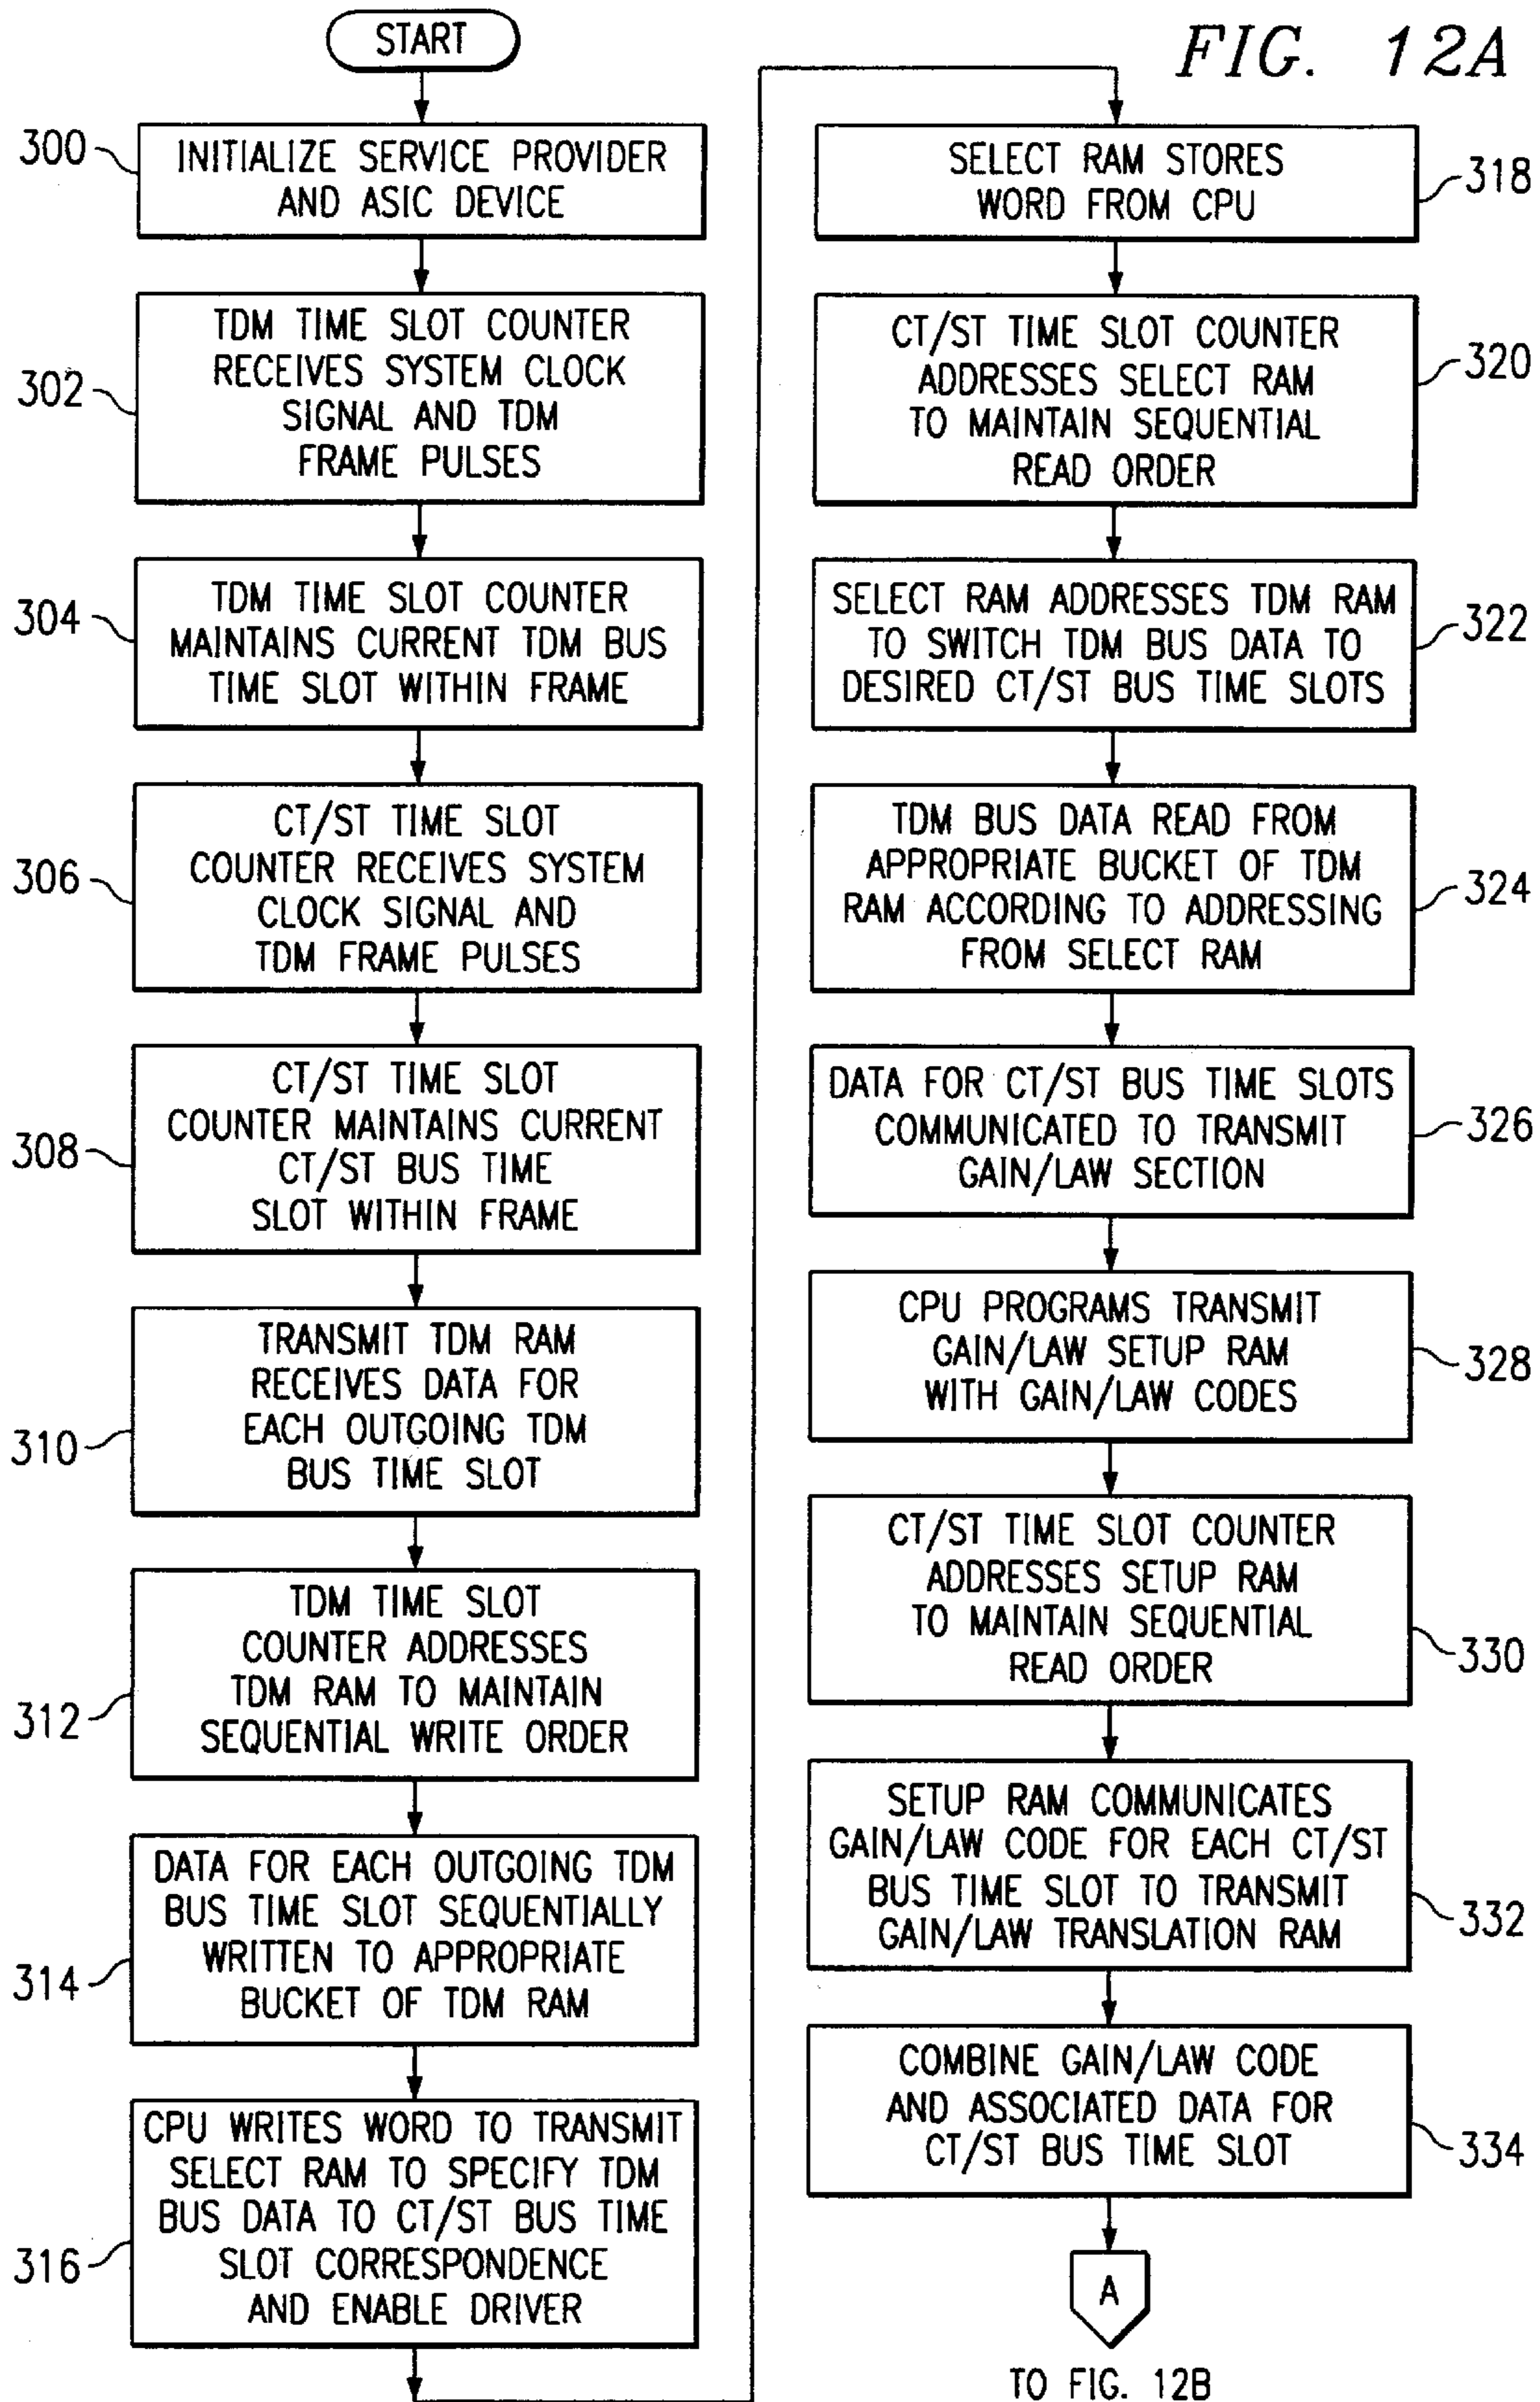 FIG. 12A
START
300
INITIALIZE SERVICE PROVIDER
AND ASIC DEVICE
302
TDM TIME SLOT COUNTER
RECEIVES SYSTEM CLOCK
SIGNAL AND TDM
FRAME PULSES
304
TDM TIME SLOT COUNTER
MAINTAINS CURRENT TDM BUS
TIME SLOT WITHIN FRAME
306
CT/ST TIME SLOT
COUNTER RECEIVES SYSTEM
CLOCK SIGNAL AND
TDM FRAME PULSES
308
CT/ST TIME SLOT
COUNTER MAINTAINS CURRENT
CT/ST BUS TIME
SLOT WITHIN FRAME
310
TRANSMIT TDM RAM
RECEIVES DATA FOR
EACH OUTGOING TDM
BUS TIME SLOT
312
TDM TIME SLOT
COUNTER ADDRESSES
TDM RAM TO MAINTAIN
SEQUENTIAL WRITE ORDER
314
DATA FOR EACH OUTGOING TDM
BUS TIME SLOT SEQUENTIALLY
WRITTEN TO APPROPRIATE
BUCKET OF TDM RAM
316
CPU WRITES WORD TO TRANSMIT
SELECT RAM TO SPECIFY TDM
BUS DATA TO CT/ST BUS TIME
SLOT CORRESPONDENCE
AND ENABLE DRIVER
SELECT RAM STORES
WORD FROM CPU
318
CT/ST TIME SLOT COUNTER
ADDRESSES SELECT RAM
TO MAINTAIN SEQUENTIAL
READ ORDER
320
SELECT RAM ADDRESSES TDM RAM
TO SWITCH TDM BUS DATA TO
DESIRED CT/ST BUS TIME SLOTS
322
TDM BUS DATA READ FROM
APPROPRIATE BUCKET OF TDM
RAM ACCORDING TO ADDRESSING
FROM SELECT RAM
324
DATA FOR CT/ST BUS TIME SLOTS
COMMUNICATED TO TRANSMIT
GAIN/LAW SECTION
326
CPU PROGRAMS TRANSMIT
GAIN/LAW SETUP RAM
WITH GAIN/LAW CODES
328
CT/ST TIME SLOT COUNTER
ADDRESSES SETUP RAM
TO MAINTAIN SEQUENTIAL
READ ORDER
330
SETUP RAM COMMUNICATES
GAIN/LAW CODE FOR EACH CT/ST
BUS TIME SLOT TO TRANSMIT
GAIN/LAW TRANSLATION RAM
332
COMBINE GAIN/LAW CODE
AND ASSOCIATED DATA FOR
CT/ST BUS TIME SLOT
334
A
TO FIG. 12B